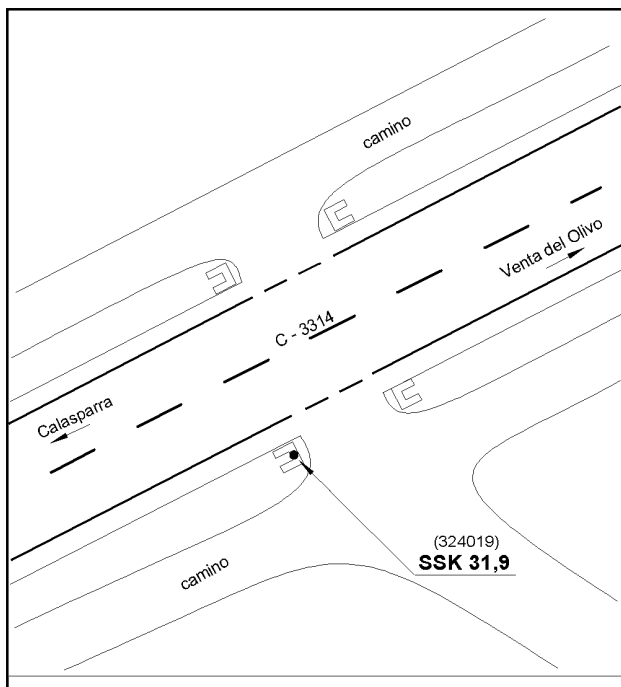 camino
Venta del Olivo
C - 3314
Calasparra
(324019)
SSK 31,9
camino